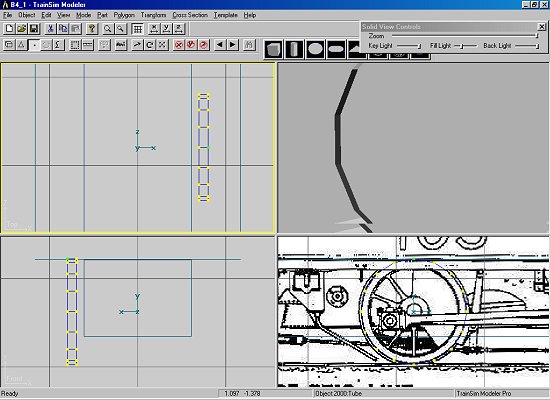 B4_1 - TrainSim Modeler
File Object Edit View Mode Part Polygon Transform Cross Section Template Help
Solid View Controls
Zoom
Key Light Fill Light Back Light
Z
Y X
Top
Y
X Z
Front
Ready 1.097 -1.378 Object 2000:Tube TrainSim Modeler Pro